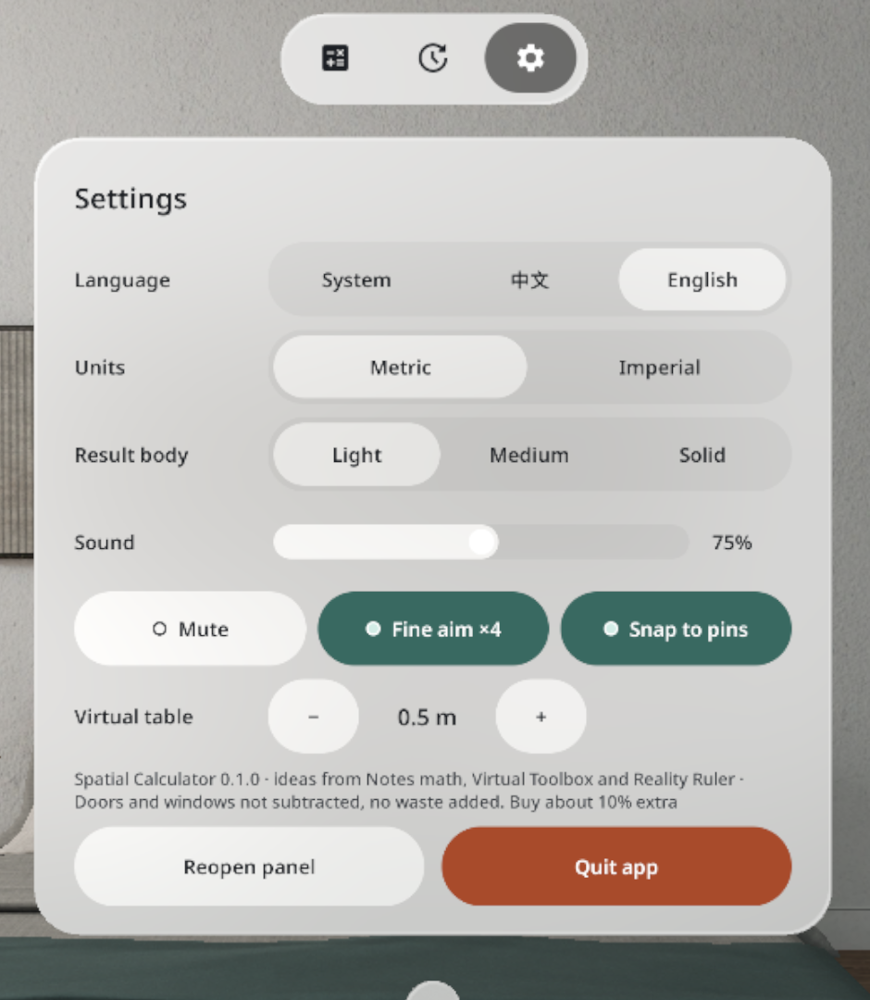 Settings
Language System 中文 English
Units Metric Imperial
Result body Light Medium Solid
Sound 75%
Mute Fine aim ×4 Snap to pins
Virtual table − 0.5 m +
Spatial Calculator 0.1.0 · ideas from Notes math, Virtual Toolbox and Reality Ruler ·
Doors and windows not subtracted, no waste added. Buy about 10% extra
Reopen panel Quit app